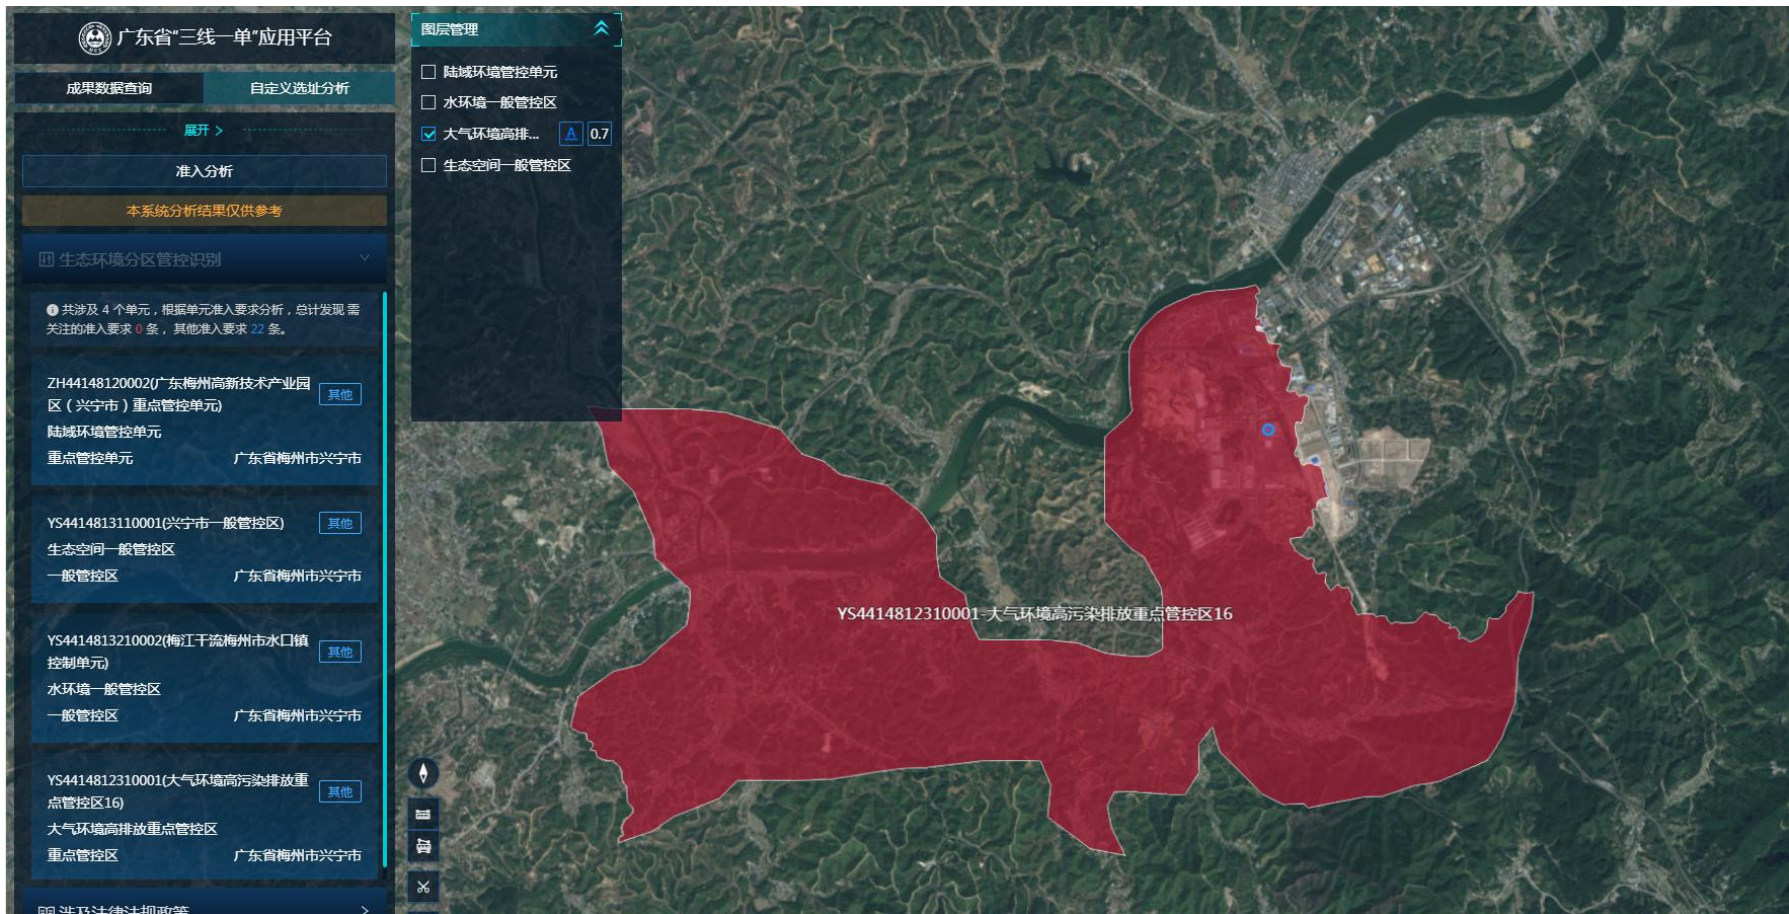 广东省“三线一单”应用平台
成果数据查询
自定义选址分析
展开 >
准入分析
本系统分析结果仅供参考
生态环境分区管控识别
共涉及 4 个单元，根据单元准入要求分析，总计发现 需
关注的准入要求 0 条， 其他准入要求 22 条。
ZH44148120002(广东梅州高新技术产业园
区（兴宁市）重点管控单元)
其他
陆域环境管控单元
重点管控单元
广东省梅州市兴宁市
YS4414813110001(兴宁市一般管控区)
其他
生态空间一般管控区
一般管控区
广东省梅州市兴宁市
YS4414813210002(梅江干流梅州市水口镇
控制单元)
其他
水环境一般管控区
一般管控区
广东省梅州市兴宁市
YS4414812310001(大气环境高污染排放重
点管控区16)
其他
大气环境高排放重点管控区
重点管控区
广东省梅州市兴宁市
涉及法律法规政策
图层管理
陆域环境管控单元
水环境一般管控区
大气环境高排... A 0.7
生态空间一般管控区
YS4414812310001-大气环境高污染排放重点管控区16